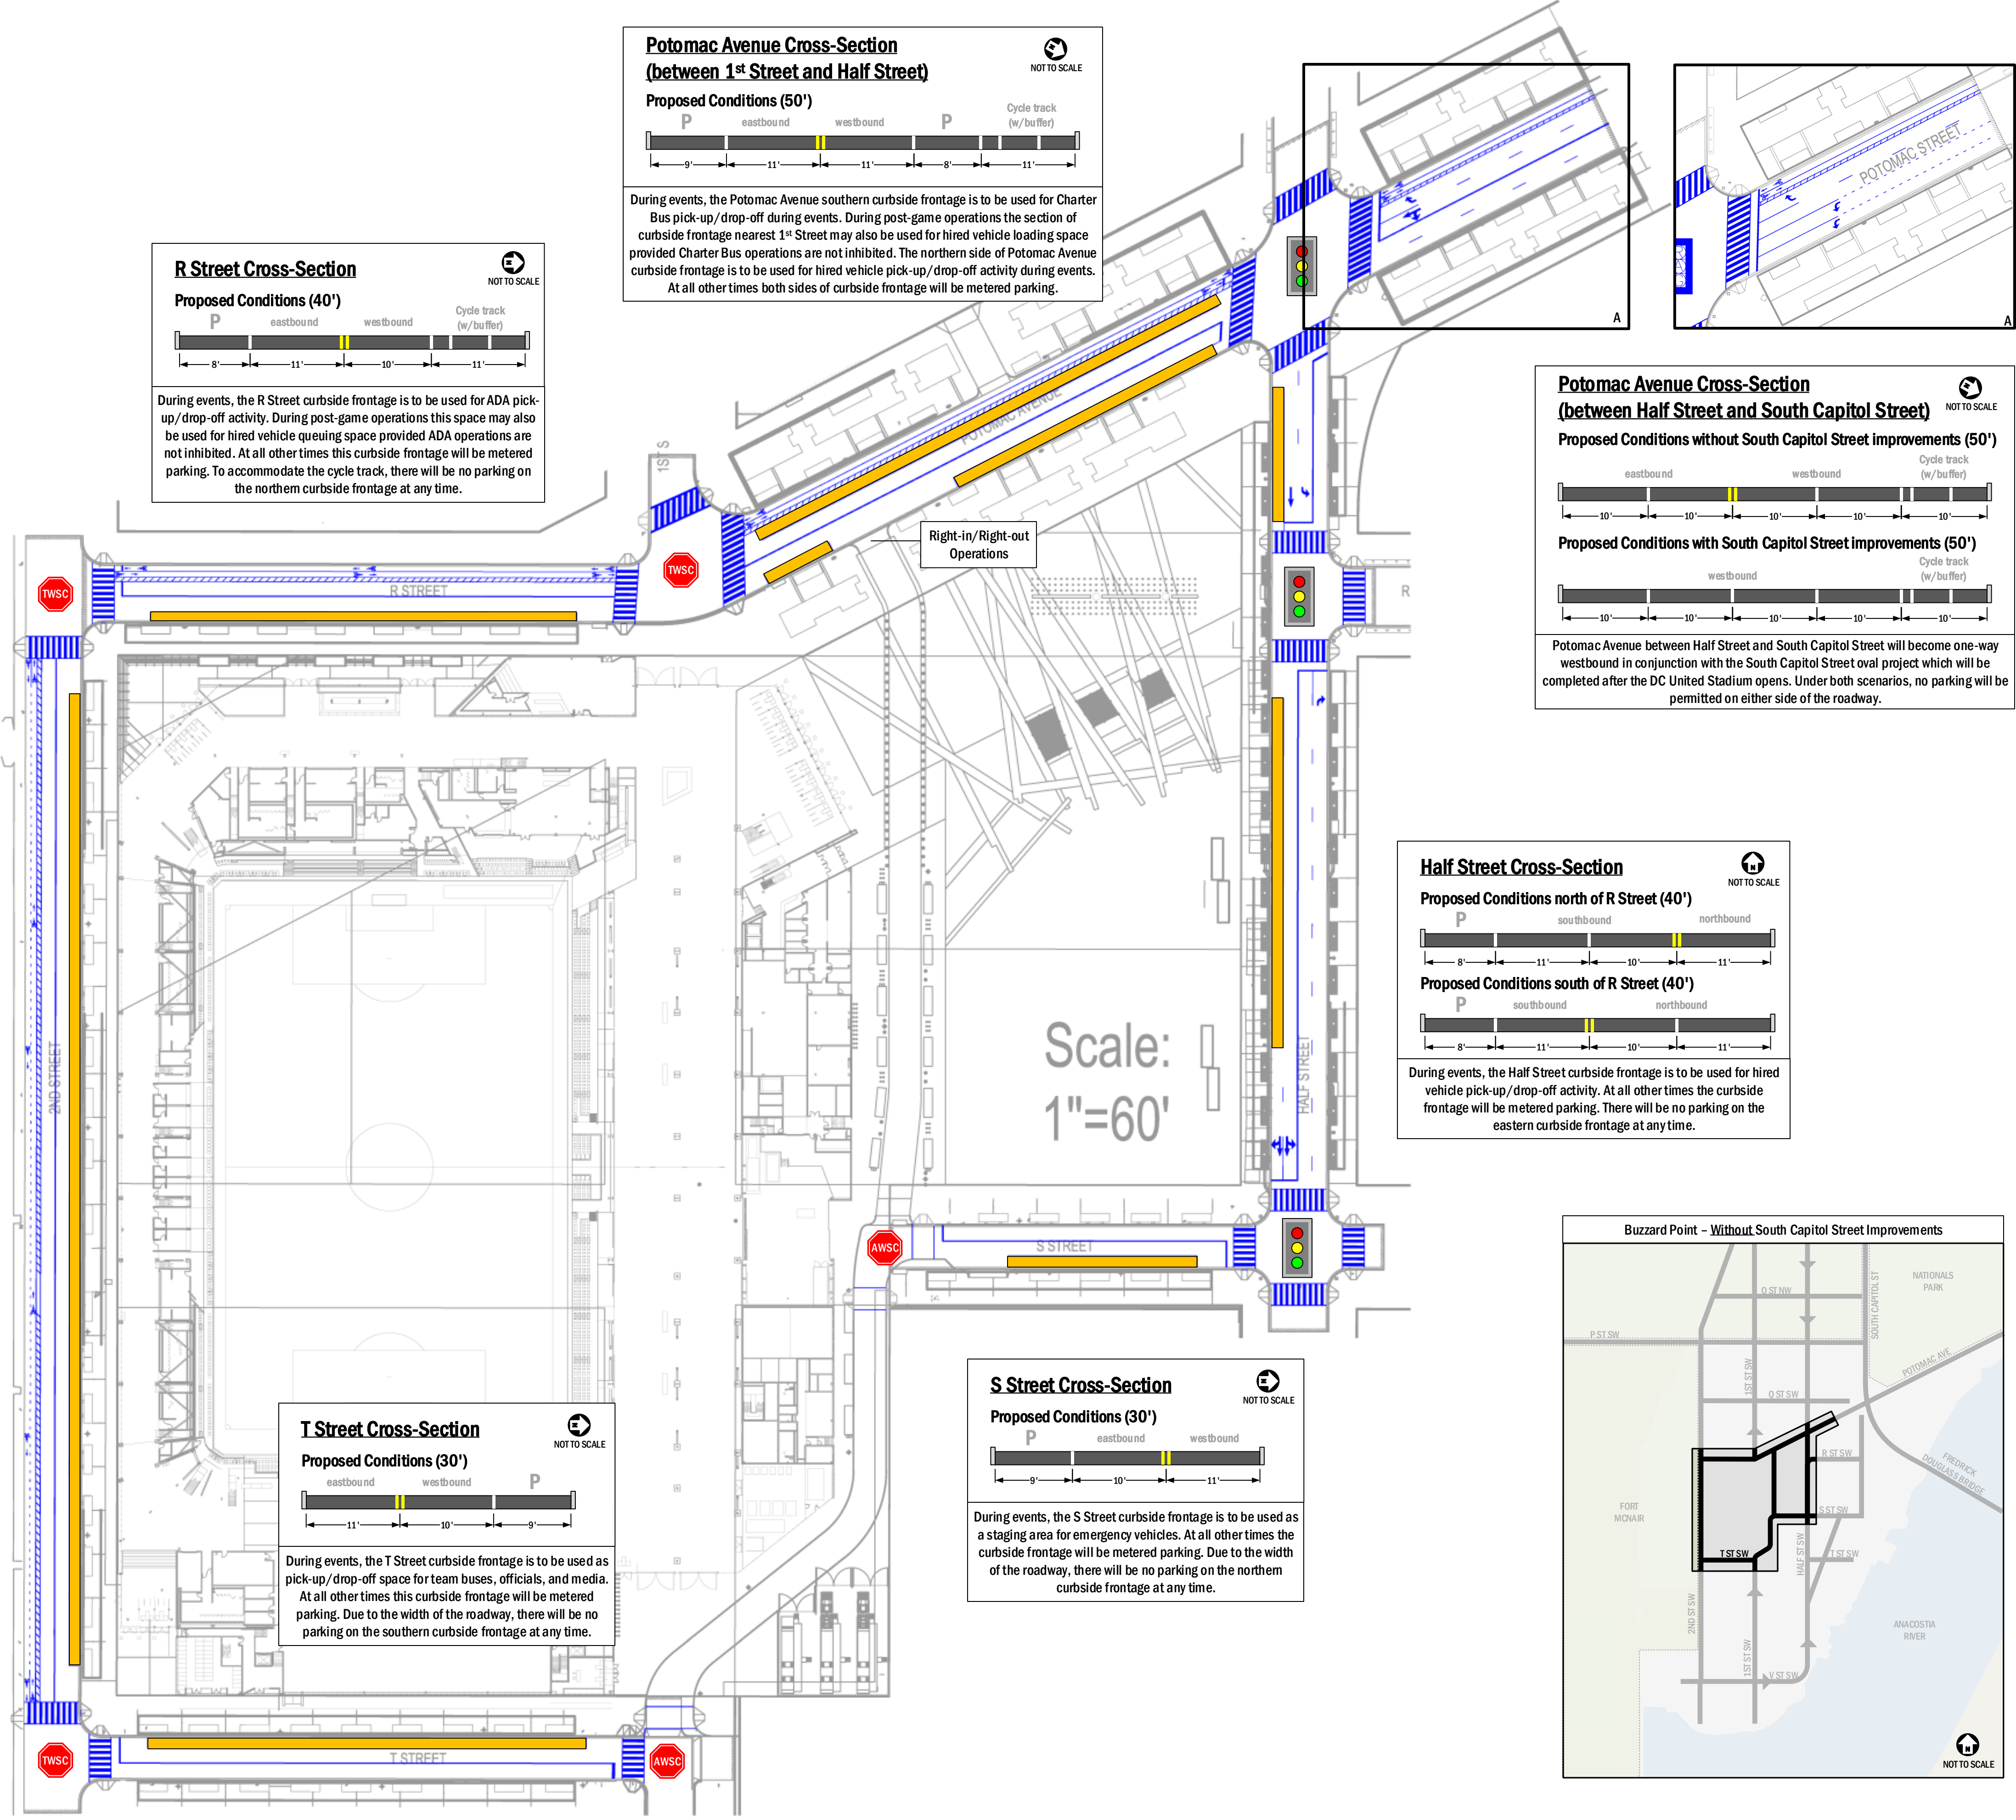 Potomac Avenue Cross-Section
(between 1st Street and Half Street)
NOT TO SCALE
Proposed Conditions (50')
P eastbound westbound P Cycle track
(w/buffer)
9' 11' 11' 8' 11'
During events, the Potomac Avenue southern curbside frontage is to be used for Charter
Bus pick-up/drop-off during events. During post-game operations the section of
curbside frontage nearest 1st Street may also be used for hired vehicle loading space
provided Charter Bus operations are not inhibited. The northern side of Potomac Avenue
curbside frontage is to be used for hired vehicle pick-up/drop-off activity during events.
At all other times both sides of curbside frontage will be metered parking.
R Street Cross-Section
NOT TO SCALE
Proposed Conditions (40')
P eastbound westbound Cycle track
(w/buffer)
8' 11' 10' 11'
During events, the R Street curbside frontage is to be used for ADA pick-
up/drop-off activity. During post-game operations this space may also
be used for hired vehicle queuing space provided ADA operations are
not inhibited. At all other times this curbside frontage will be metered
parking. To accommodate the cycle track, there will be no parking on
the northern curbside frontage at any time.
A
POTOMAC STREET
A
Potomac Avenue Cross-Section
(between Half Street and South Capitol Street)
NOT TO SCALE
Proposed Conditions without South Capitol Street improvements (50')
eastbound westbound Cycle track
(w/buffer)
10' 10' 10' 10' 10'
Proposed Conditions with South Capitol Street improvements (50')
westbound Cycle track
(w/buffer)
10' 10' 10' 10' 10'
Potomac Avenue between Half Street and South Capitol Street will become one-way
westbound in conjunction with the South Capitol Street oval project which will be
completed after the DC United Stadium opens. Under both scenarios, no parking will be
permitted on either side of the roadway.
POTOMAC AVENUE
1ST S
Right-in/Right-out
Operations
TWSC
TWSC
R STREET
R
2ND STREET
Scale:
1"=60'
HALF STREET
Half Street Cross-Section
NOT TO SCALE
Proposed Conditions north of R Street (40')
P southbound northbound
8' 11' 10' 11'
Proposed Conditions south of R Street (40')
P southbound northbound
8' 11' 10' 11'
During events, the Half Street curbside frontage is to be used for hired
vehicle pick-up/drop-off activity. At all other times the curbside
frontage will be metered parking. There will be no parking on the
eastern curbside frontage at any time.
AWSC
S STREET
S Street Cross-Section
NOT TO SCALE
Proposed Conditions (30')
P eastbound westbound
9' 10' 11'
During events, the S Street curbside frontage is to be used as
a staging area for emergency vehicles. At all other times the
curbside frontage will be metered parking. Due to the width
of the roadway, there will be no parking on the northern
curbside frontage at any time.
T Street Cross-Section
NOT TO SCALE
Proposed Conditions (30')
eastbound westbound P
11' 10' 9'
During events, the T Street curbside frontage is to be used as
pick-up/drop-off space for team buses, officials, and media.
At all other times this curbside frontage will be metered
parking. Due to the width of the roadway, there will be no
parking on the southern curbside frontage at any time.
TWSC
T STREET
AWSC
Buzzard Point – Without South Capitol Street Improvements
NATIONALS
PARK
O ST NW
SOUTH CAPITOL ST
P ST SW
POTOMAC AVE
1ST ST SW
Q ST SW
R ST SW
FREDRICK
DOUGLASS BRIDGE
FORT
MCNAIR
S ST SW
T ST SW
T ST SW
HALF ST SW
2ND ST SW
ANACOSTIA
RIVER
1ST ST SW
V ST SW
N
NOT TO SCALE